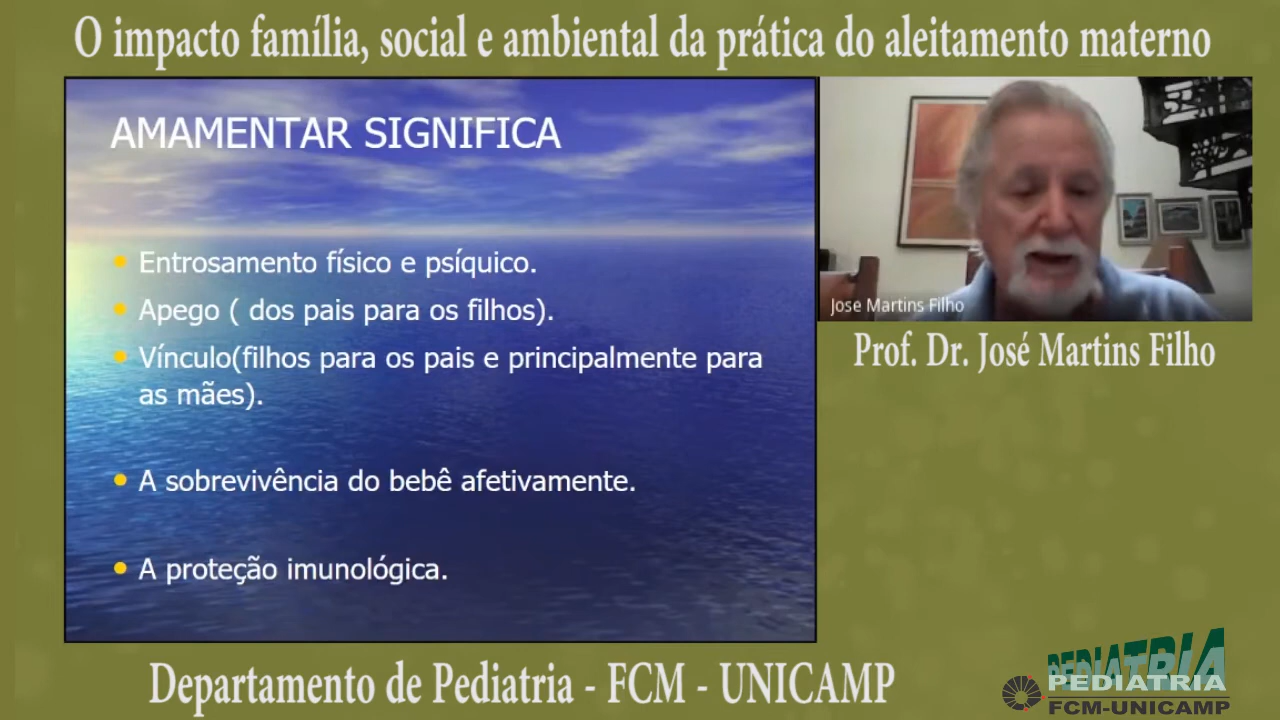 O impacto família, social e ambiental da prática do aleitamento materno
AMAMENTAR SIGNIFICA
Entrosamento físico e psíquico.
Apego ( dos pais para os filhos).
Vínculo(filhos para os pais e principalmente para
as mães).
A sobrevivência do bebê afetivamente.
A proteção imunológica.
Jose Martins Filho
Prof. Dr. José Martins Filho
Departamento de Pediatria - FCM - UNICAMP
PEDIATRIA
PEDIATRIA
FCM-UNICAMP